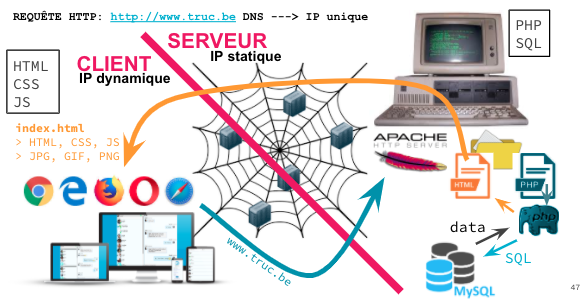 REQUÊTE HTTP: http://www.truc.be DNS ---> IP unique
SERVEUR
IP statique
CLIENT
IP dynamique
HTML
CSS
JS
PHP
SQL
index.html
> HTML, CSS, JS
> JPG, GIF, PNG
APACHE
HTTP SERVER
HTML
PHP
php
data
SQL
MySQL
www.truc.be
47